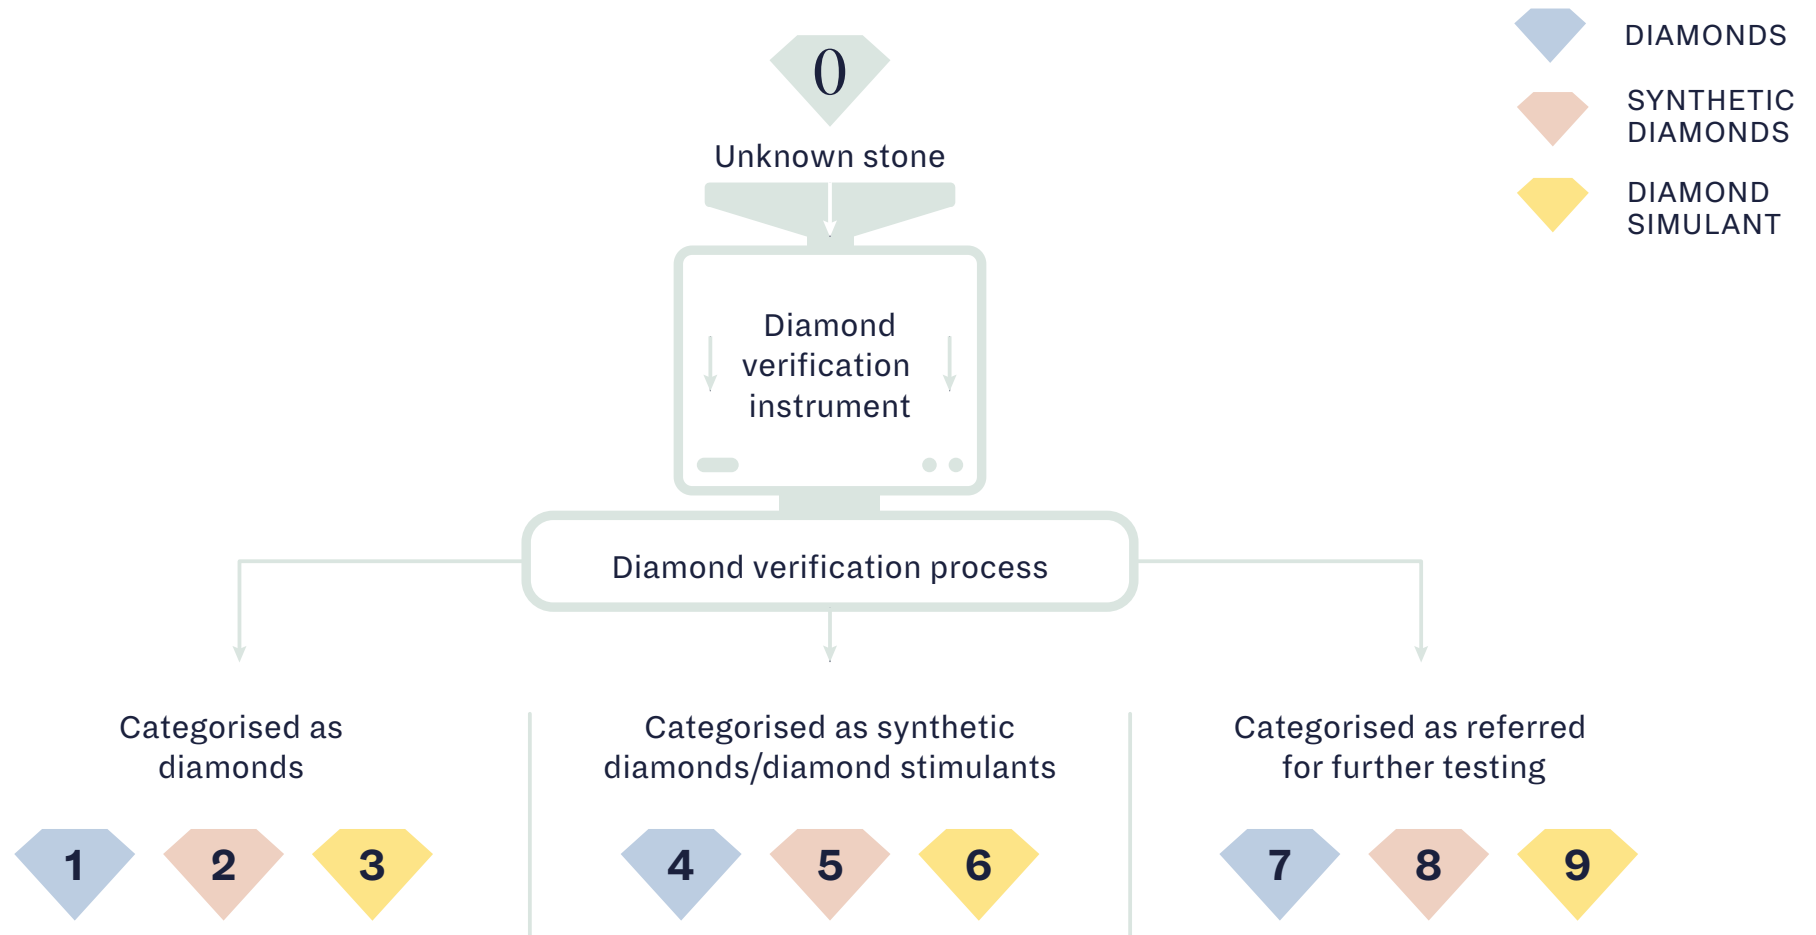 0
Unknown stone
DIAMONDS
SYNTHETIC
DIAMONDS
DIAMOND
SIMULANT
Diamond
verification
instrument
Diamond verification process
Categorised as
diamonds
1 2 3
Categorised as synthetic
diamonds/diamond stimulants
4 5 6
Categorised as referred
for further testing
7 8 9